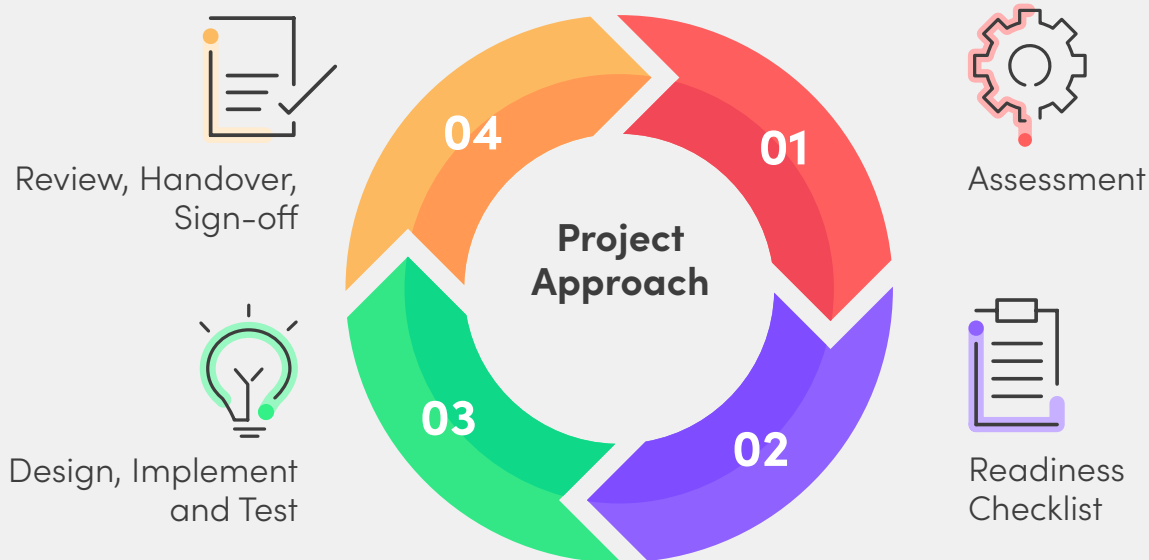 Project
Approach
01
Assessment
02
Readiness
Checklist
03
Design, Implement
and Test
04
Review, Handover,
Sign-off